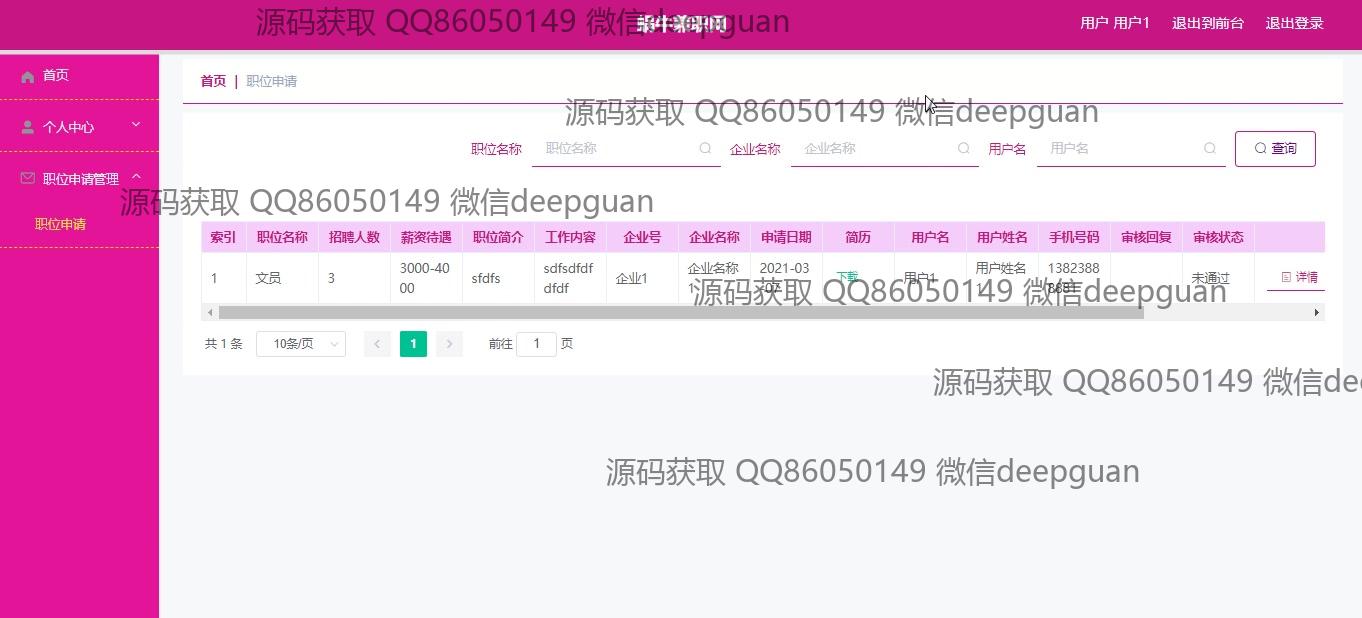 源码获取 QQ86050149 微信deepguan
用户 用户1 退出到前台 退出登录
首页
个人中心
职位申请管理
职位申请
首页 | 职位申请
源码获取 QQ86050149 微信deepguan
职位名称 职位名称 企业名称 企业名称 用户名 用户名 查询
源码获取 QQ86050149 微信deepguan
索引 职位名称 招聘人数 薪资待遇 职位简介 工作内容 企业号 企业名称 申请日期 简历 用户名 用户姓名 手机号码 审核回复 审核状态
1 文员 3 3000-4000 sfdfs sdfsdfdfdfdf 企业1 企业名称1 2021-03-07 下载 用户1 用户姓名1 13823888881 未通过 详情
源码获取 QQ86050149 微信deepguan
共 1 条 10条/页 1 前往 1 页
源码获取 QQ86050149 微信dee
源码获取 QQ86050149 微信deepguan